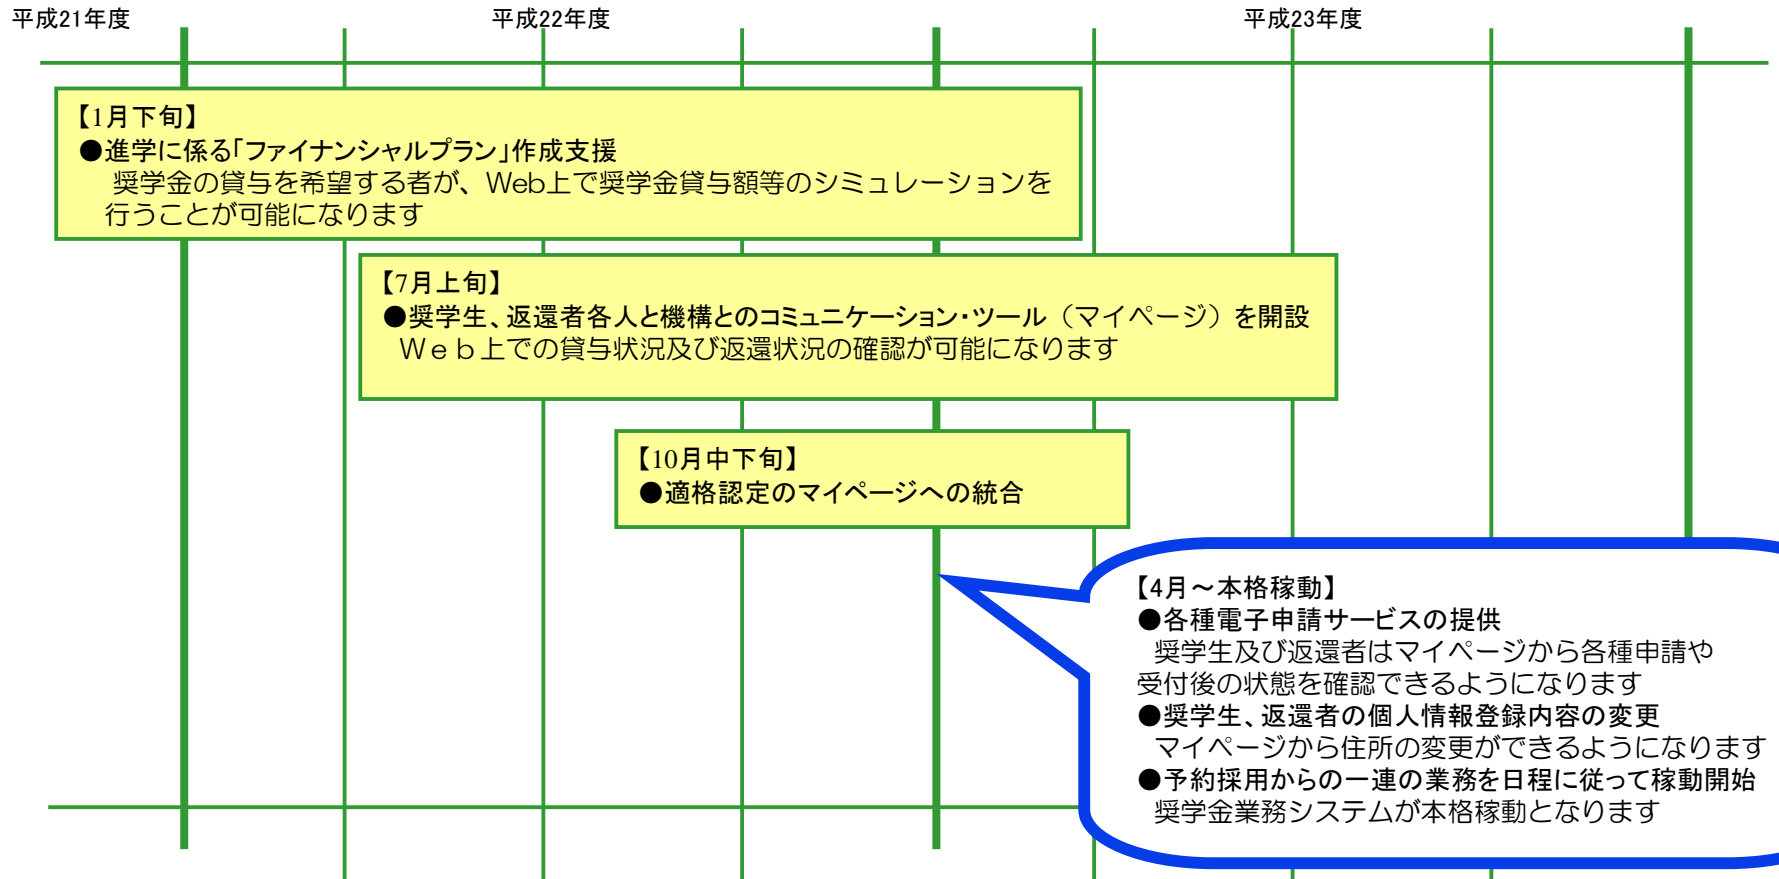 平成21年度
平成22年度
平成23年度
【1月下旬】
●進学に係る「ファイナンシャルプラン」作成支援
奨学金の貸与を希望する者が、Web上で奨学金貸与額等のシミュレーションを
行うことが可能になります
【7月上旬】
●奨学生、返還者各人と機構とのコミュニケーション・ツール（マイページ）を開設
Ｗｅｂ上での貸与状況及び返還状況の確認が可能になります
【10月中下旬】
●適格認定のマイページへの統合
【4月～本格稼動】
●各種電子申請サービスの提供
奨学生及び返還者はマイページから各種申請や
受付後の状態を確認できるようになります
●奨学生、返還者の個人情報登録内容の変更
マイページから住所の変更ができるようになります
●予約採用からの一連の業務を日程に従って稼動開始
奨学金業務システムが本格稼動となります